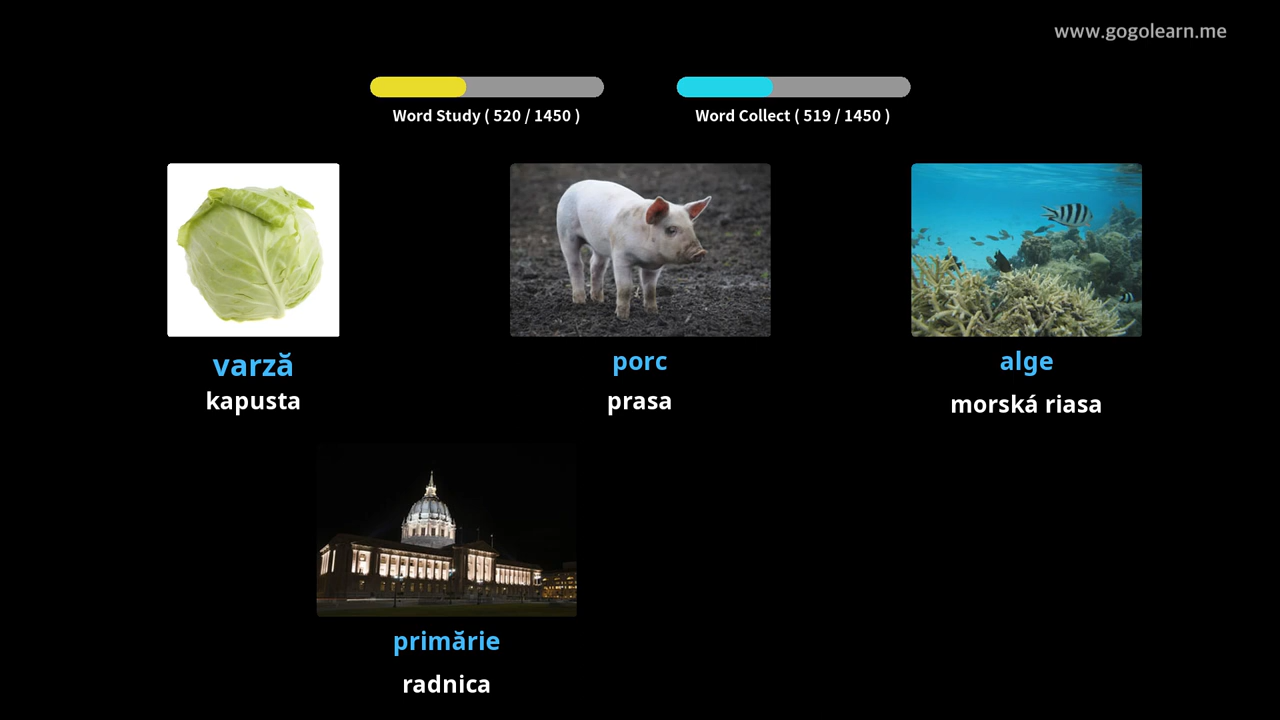 www.gogolearn.me
Word Study ( 520 / 1450 )
Word Collect ( 519 / 1450 )
varză
kapusta
porc
prasa
alge
morská riasa
primărie
radnica